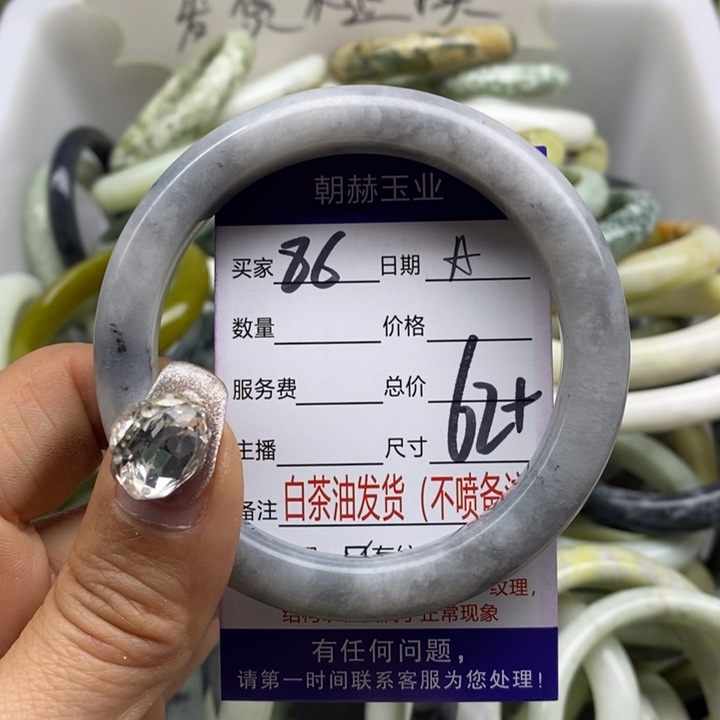 发货
朝赫玉业
买家 86 日期 A
数量 价格
服务费 总价
主播 尺寸 62+
备注 白茶油发货（不喷备注
纹理，
正常现象
有任何问题，
请第一时间联系客服为您处理！